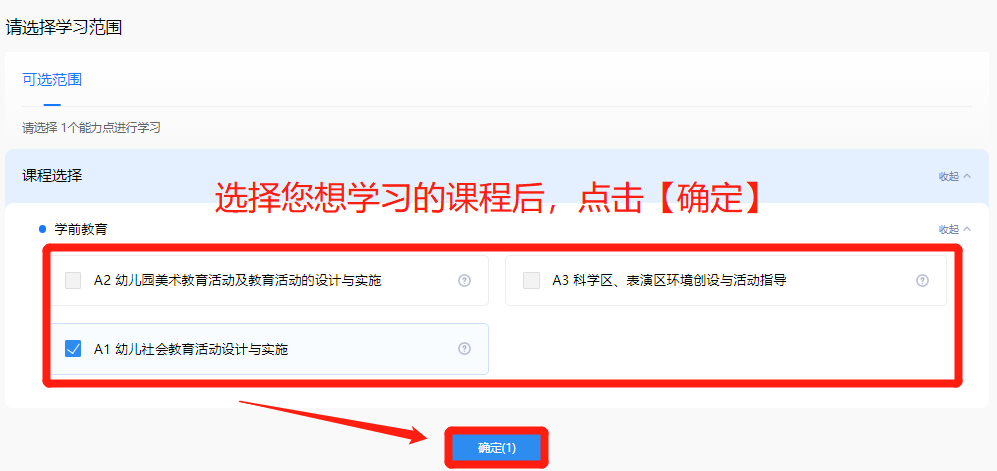 请选择学习范围
可选范围
请选择 1个能力点进行学习
课程选择
收起
选择您想学习的课程后，点击【确定】
学前教育
收起
A2 幼儿园美术教育活动及教育活动的设计与实施
A3 科学区、表演区环境创设与活动指导
A1 幼儿社会教育活动设计与实施
确定(1)